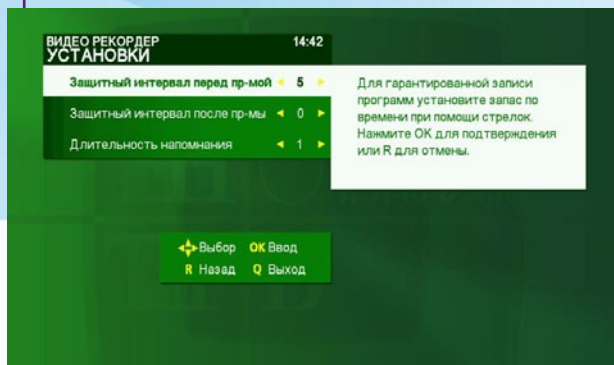 ВИДЕО РЕКОРДЕР 14:42
УСТАНОВКИ
Защитный интервал перед пр-мой 5
Защитный интервал после пр-мы 0
Длительность напомнания 1
Для гарантированной записи
программ установите запас по
времени при помощи стрелок.
Нажмите OK для подтверждения
или R для отмены.
Выбор OK Ввод
R Назад Q Выход